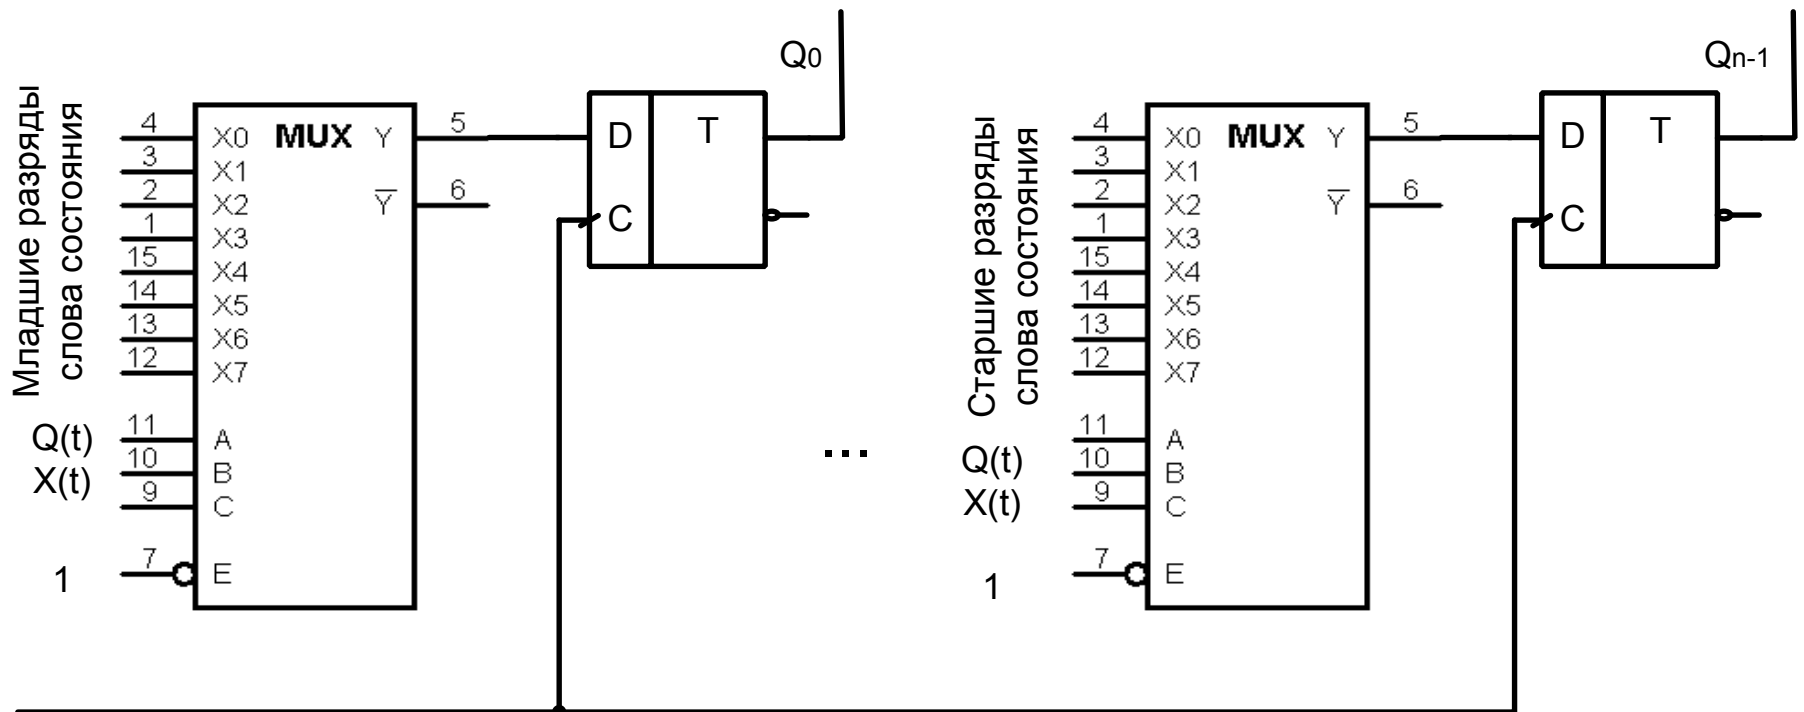 Младшие разряды
слова состояния
4 X0 MUX Y 5
3 X1
2 X2 Y 6
1 X3
15 X4
14 X5
13 X6
12 X7
Q(t) 11 A
X(t) 10 B
9 C
1 7 E
D T
C
Q0
...
Старшие разряды
слова состояния
4 X0 MUX Y 5
3 X1
2 X2 Y 6
1 X3
15 X4
14 X5
13 X6
12 X7
Q(t) 11 A
X(t) 10 B
9 C
1 7 E
D T
C
Qn-1